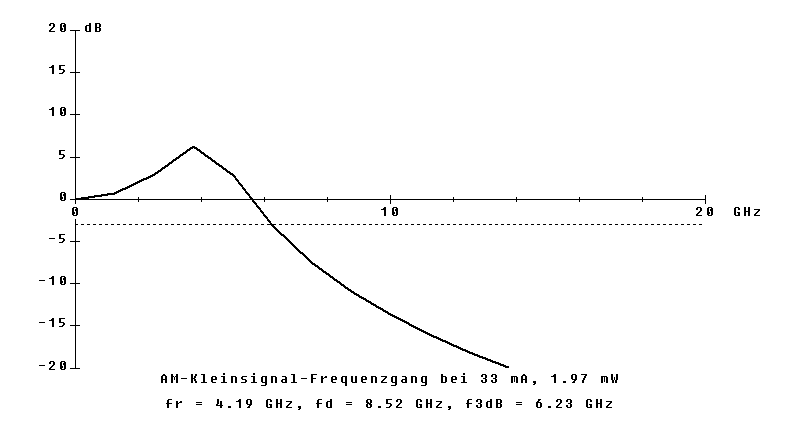 20 dB
15
10
5
0
0 10 20 GHz
-5
-10
-15
-20
AM-Kleinsignal-Frequenzgang bei 33 mA, 1.97 mW
fr = 4.19 GHz, fd = 8.52 GHz, f3dB = 6.23 GHz